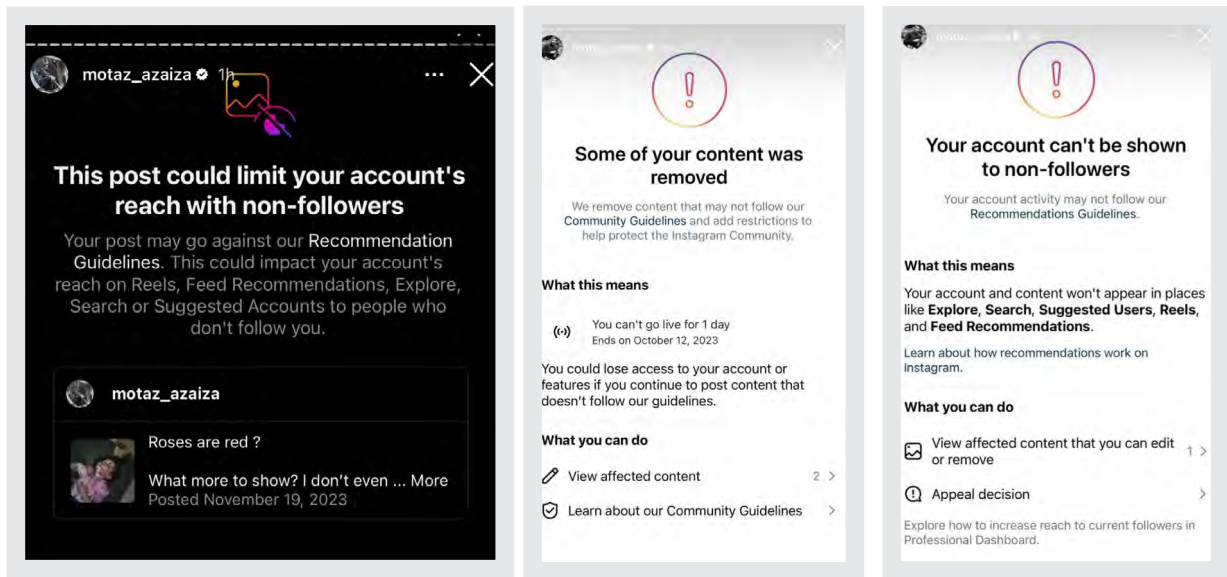 motaz_azaiza 1h
This post could limit your account's
reach with non-followers
Your post may go against our Recommendation
Guidelines. This could impact your account's
reach on Reels, Feed Recommendations, Explore,
Search or Suggested Accounts to people who
don't follow you.
motaz_azaiza
Roses are red ?
What more to show? I don't even ... More
Posted November 19, 2023
Some of your content was
removed
We remove content that may not follow our
Community Guidelines and add restrictions to
help protect the Instagram Community.
What this means
You can't go live for 1 day
Ends on October 12, 2023
You could lose access to your account or
features if you continue to post content that
doesn't follow our guidelines.
What you can do
View affected content 2
Learn about our Community Guidelines
Your account can't be shown
to non-followers
Your account activity may not follow our
Recommendations Guidelines.
What this means
Your account and content won't appear in places
like Explore, Search, Suggested Users, Reels,
and Feed Recommendations.
Learn about how recommendations work on
Instagram.
What you can do
View affected content that you can edit
or remove 1
Appeal decision
Explore how to increase reach to current followers in
Professional Dashboard.